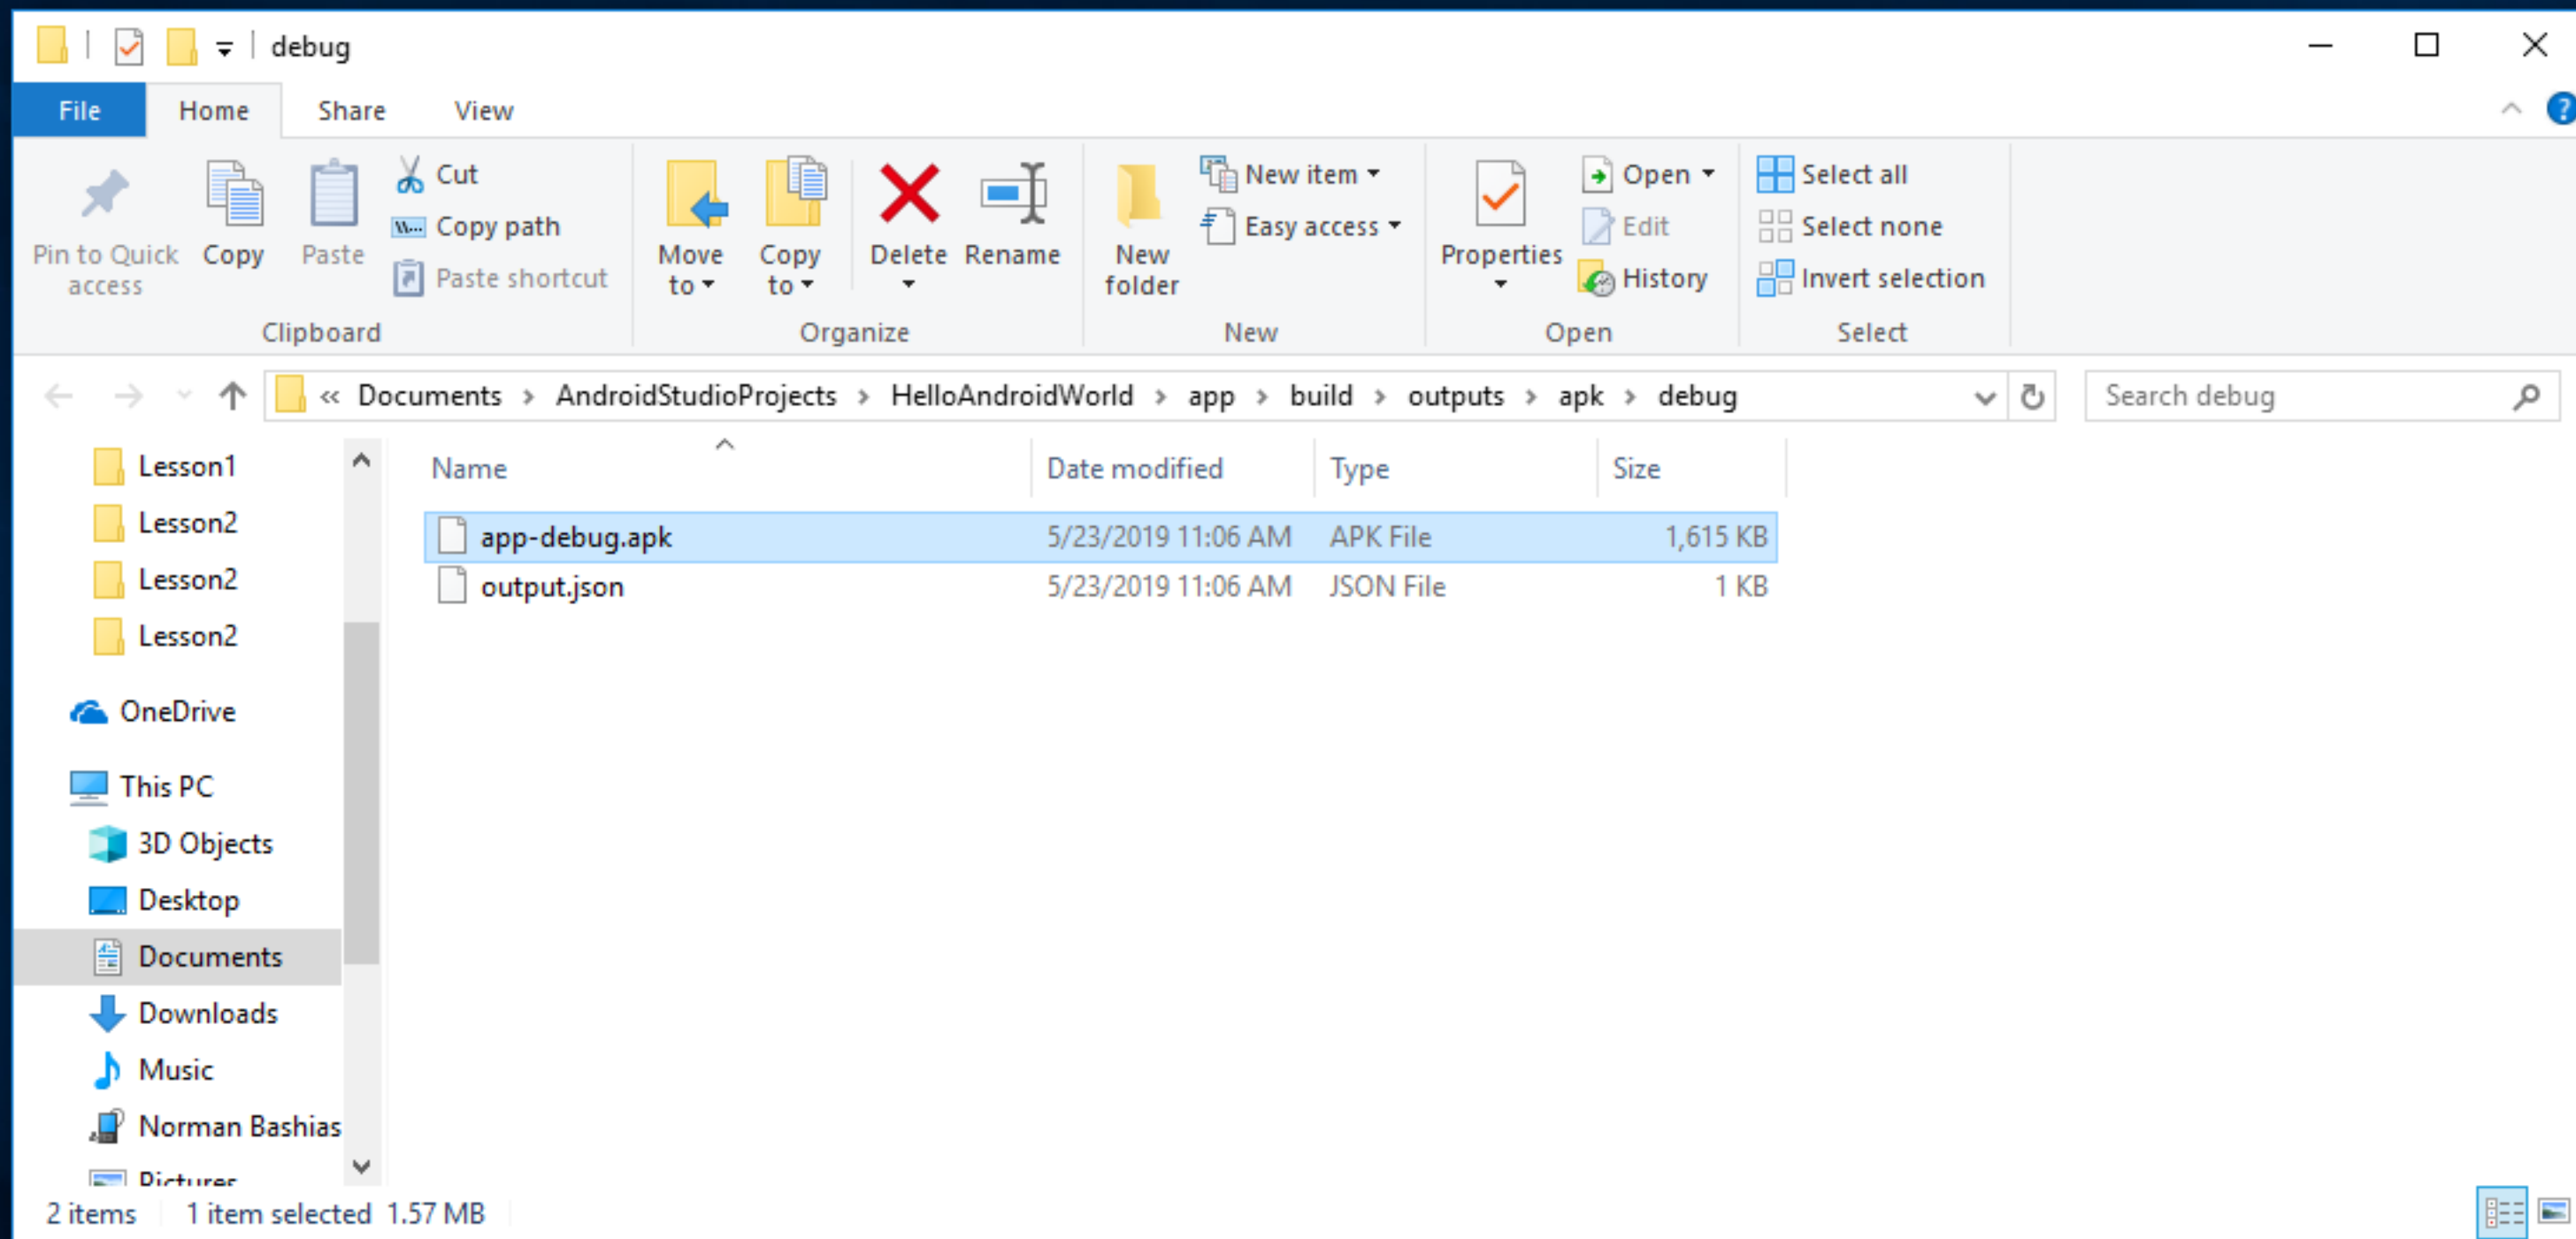 debug
File Home Share View
Pin to Quick access
Copy
Paste
Cut
Copy path
Paste shortcut
Clipboard
Move to
Copy to
Delete
Rename
Organize
New folder
New item
Easy access
New
Properties
Open
Edit
History
Open
Select all
Select none
Invert selection
Select
« Documents > AndroidStudioProjects > HelloAndroidWorld > app > build > outputs > apk > debug
Search debug
Lesson1
Lesson2
Lesson2
Lesson2
OneDrive
This PC
3D Objects
Desktop
Documents
Downloads
Music
Norman Bashias
Pictures
Name Date modified Type Size
app-debug.apk 5/23/2019 11:06 AM APK File 1,615 KB
output.json 5/23/2019 11:06 AM JSON File 1 KB
2 items 1 item selected 1.57 MB